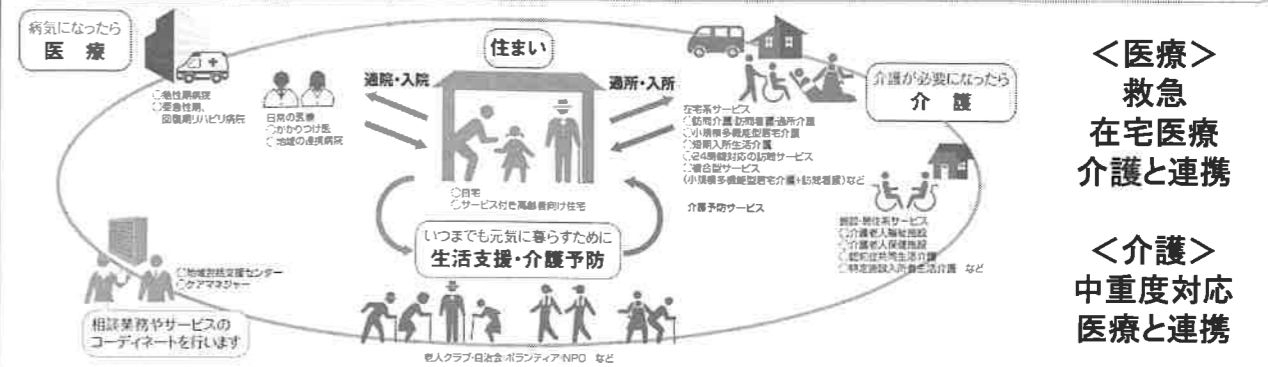 病気になったら
医 療
○急性期病院
○亜急性期、
回復期リハビリ病院
日常の医療
○かかりつけ医
○地域の連携病院
住まい
通院・入院
通所・入所
○自宅
○サービス付き高齢者向け住宅
在宅系サービス
○訪問介護・訪問看護・通所介護
○小規模多機能型居宅介護
○短期入所生活介護
○24時間対応の訪問サービス
○複合型サービス
(小規模多機能型居宅介護+訪問看護)など
介護予防サービス
介護が必要になったら
介 護
施設・居住系サービス
○介護老人福祉施設
○介護老人保健施設
○認知症共同生活介護
○特定施設入所者生活介護 など
いつまでも元気に暮らすために
生活支援・介護予防
○地域包括支援センター
○ケアマネジャー
相談業務やサービスの
コーディネートを行います
老人クラブ・自治会・ボランティア・NPO など
<医療>
救急
在宅医療
介護と連携
<介護>
中重度対応
医療と連携